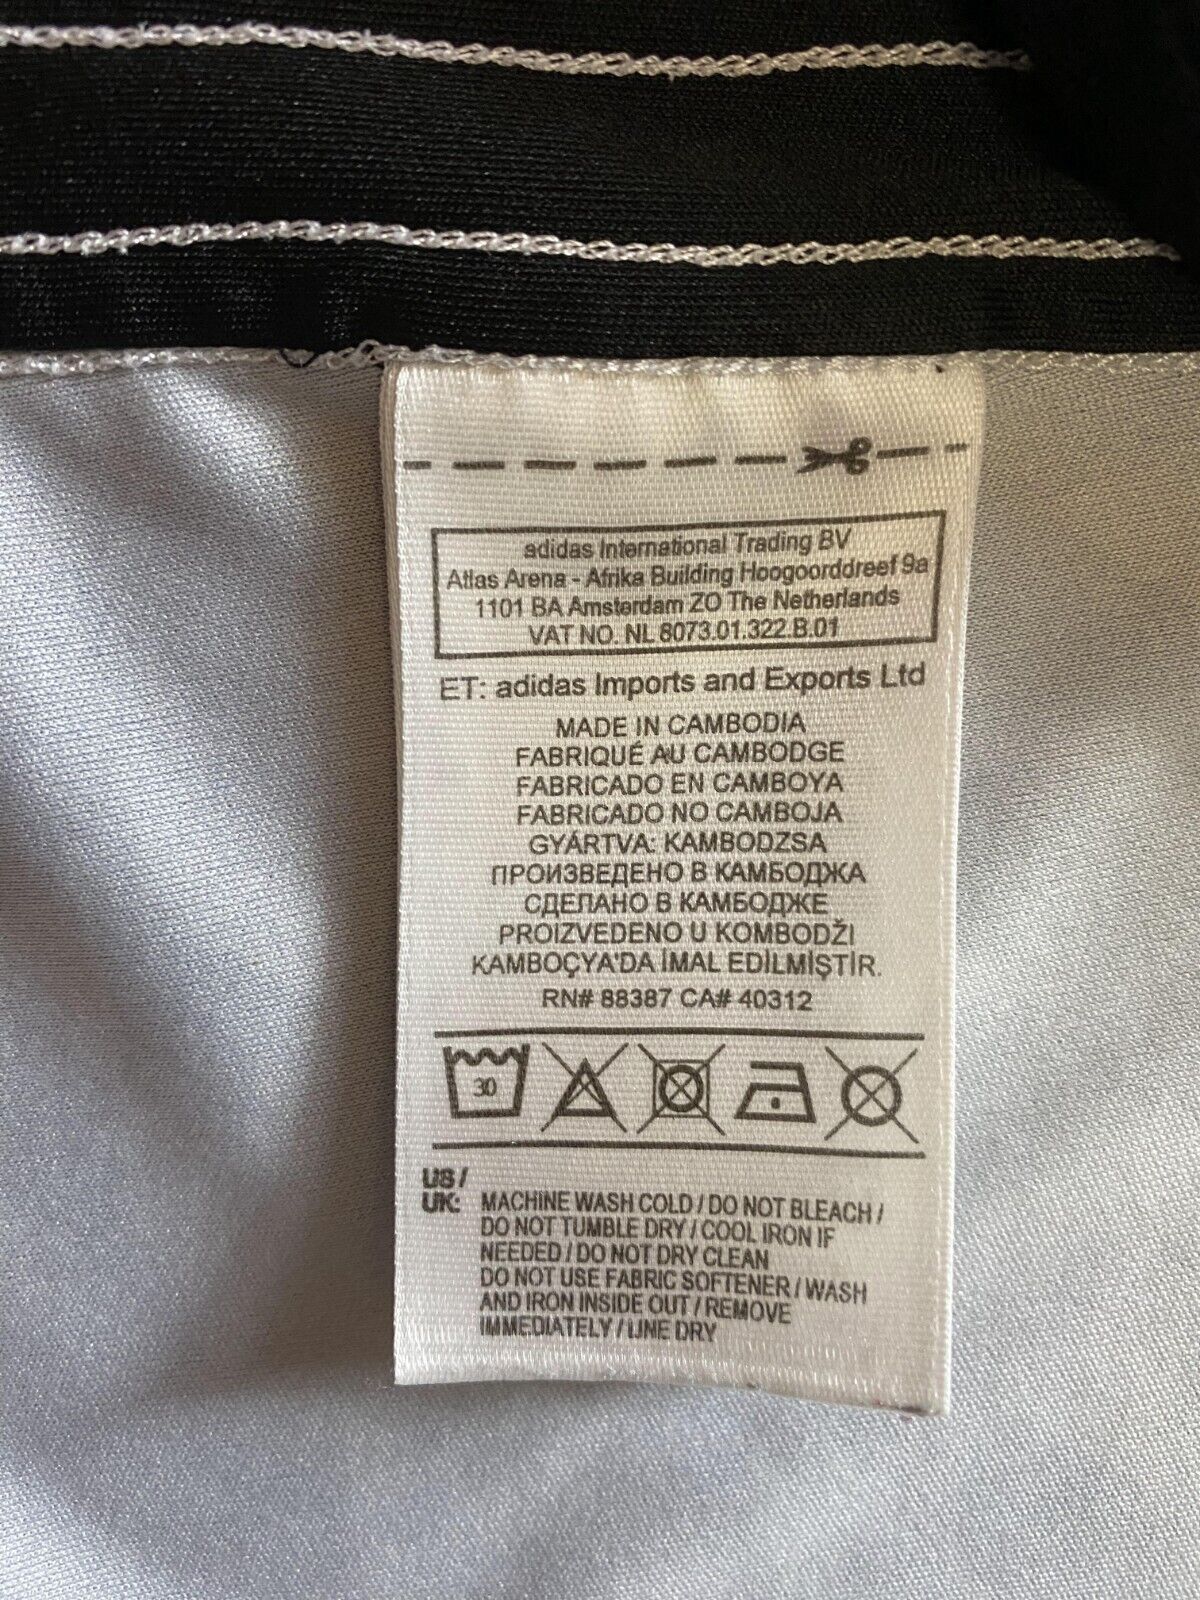 adidas International Trading BV
Atlas Arena - Afrika Building Hoogoorddreef 9a
1101 BA Amsterdam ZO The Netherlands
VAT NO. NL 8073.01.322.B.01
ET: adidas Imports and Exports Ltd
MADE IN CAMBODIA
FABRIQUÉ AU CAMBODGE
FABRICADO EN CAMBOYA
FABRICADO NO CAMBOJA
GYÁRTVA: KAMBODZSA
ПРОИЗВЕДЕНО В КАМБОДЖА
СДЕЛАНО В КАМБОДЖЕ
PROIZVEDENO U KOMBODŽI
KAMBOÇYA'DA İMAL EDİLMİŞTİR.
RN# 88387 CA# 40312
30
US /
UK: MACHINE WASH COLD / DO NOT BLEACH /
DO NOT TUMBLE DRY / COOL IRON IF
NEEDED / DO NOT DRY CLEAN
DO NOT USE FABRIC SOFTENER / WASH
AND IRON INSIDE OUT / REMOVE
IMMEDIATELY / LINE DRY